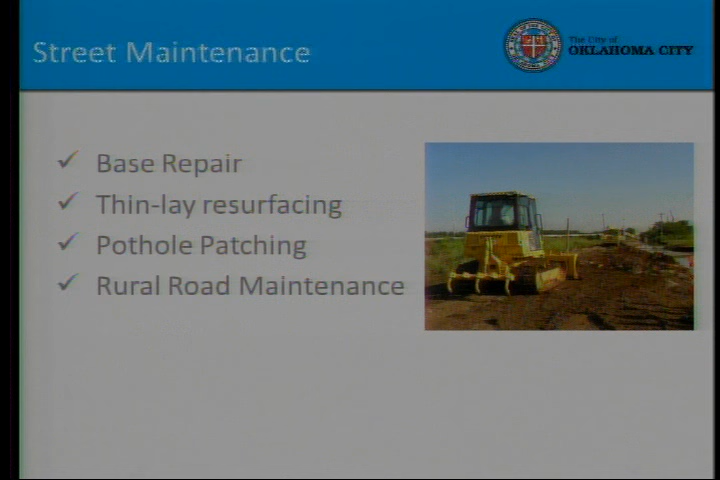 Street Maintenance
The City of
OKLAHOMA CITY
Base Repair
Thin-lay resurfacing
Pothole Patching
Rural Road Maintenance